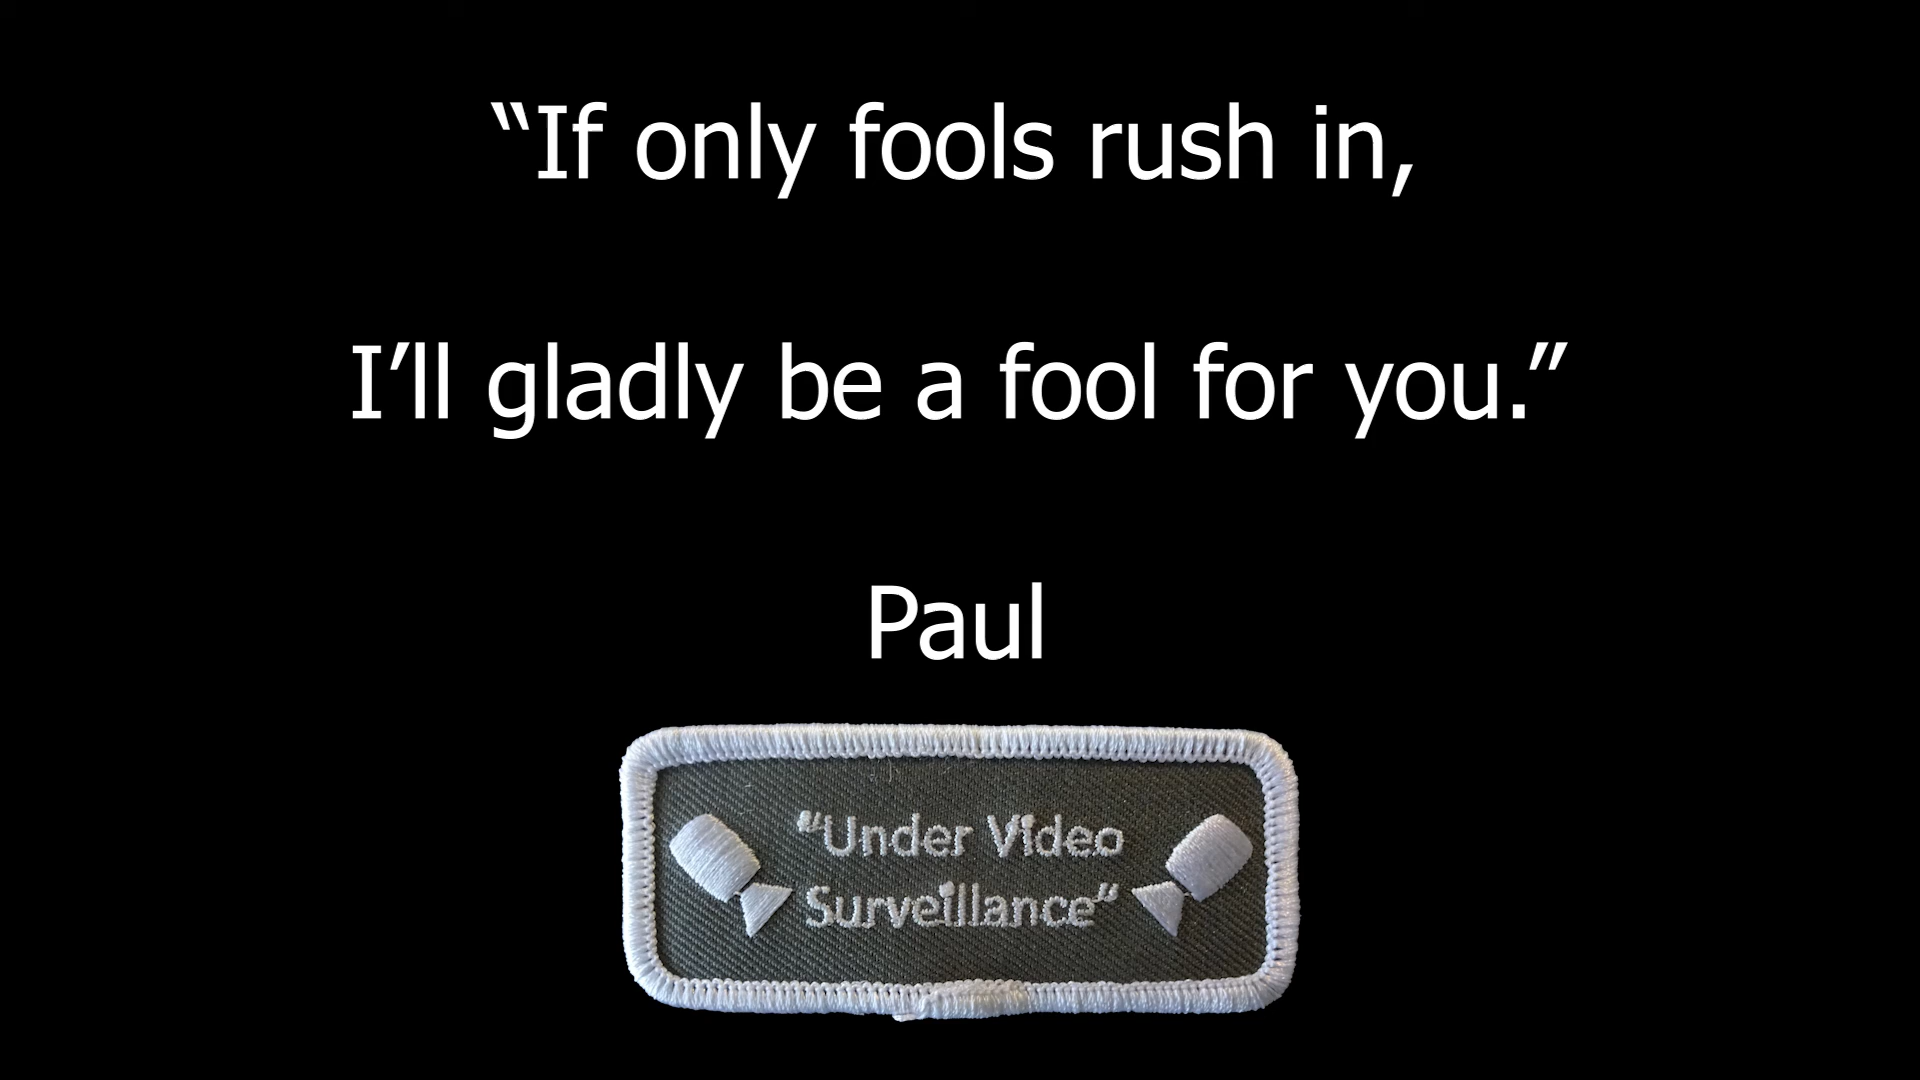 “If only fools rush in,
I’ll gladly be a fool for you.”
Paul
“Under Video
Surveillance”